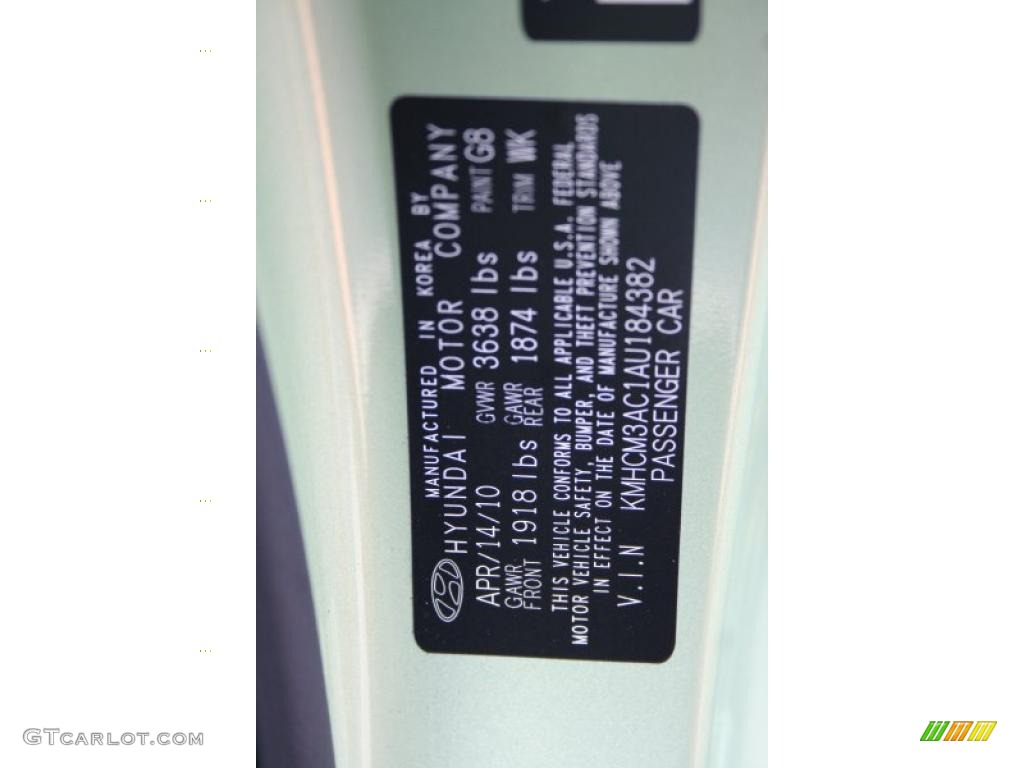 MANUFACTURED IN KOREA BY
HYUNDAI MOTOR COMPANY
APR/14/10 GVWR 3638 lbs PAINT G8
GAWR FRONT 1918 lbs GAWR REAR 1874 lbs TRIM WK
THIS VEHICLE CONFORMS TO ALL APPLICABLE U.S.A. FEDERAL
MOTOR VEHICLE SAFETY, BUMPER, AND THEFT PREVENTION STANDARDS
IN EFFECT ON THE DATE OF MANUFACTURE SHOWN ABOVE
V.I.N KMHCM3AC1AU184382
PASSENGER CAR
GTCARLOT.COM